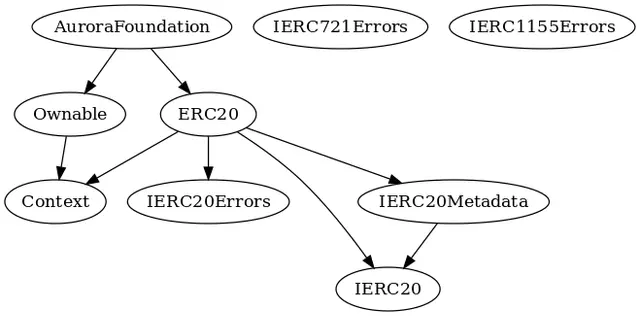 AuroraFoundation
IERC721Errors
IERC1155Errors
Ownable
ERC20
Context
IERC20Errors
IERC20Metadata
IERC20